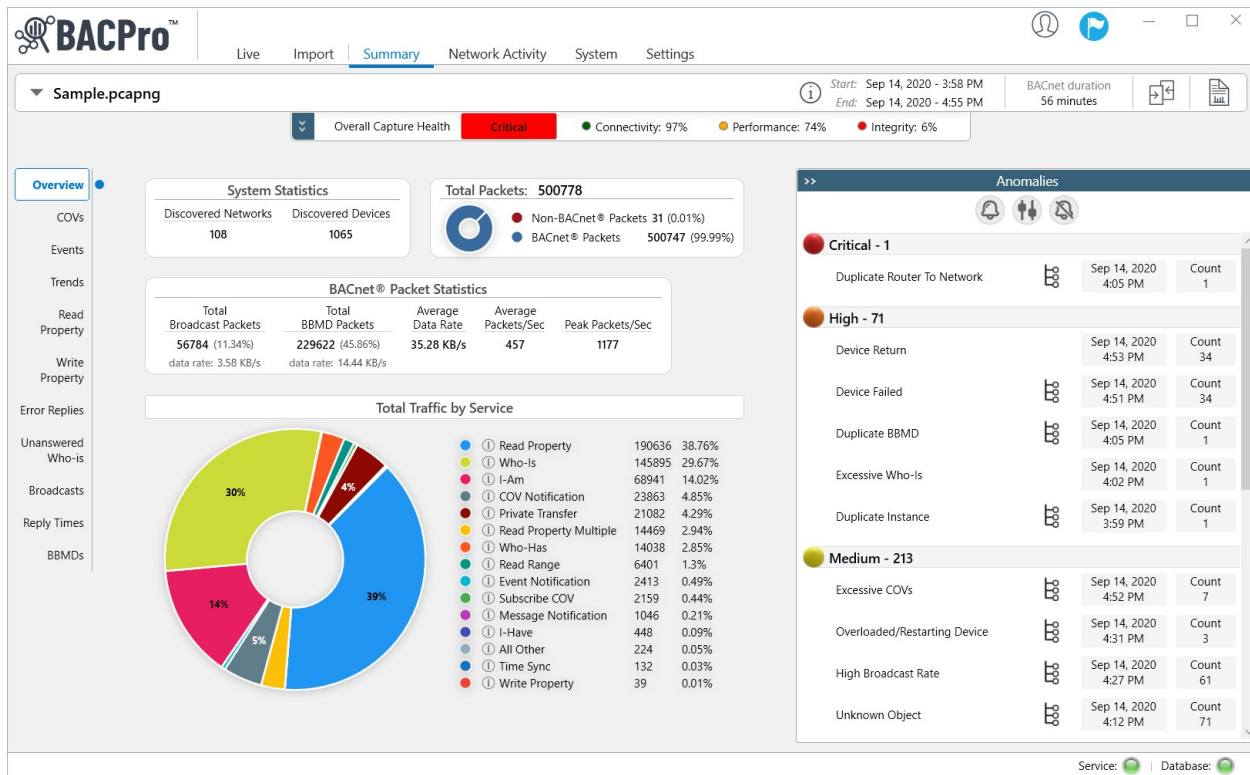 BACPro™
Live Import Summary Network Activity System Settings
Sample.pcapng
Start: Sep 14, 2020 - 3:58 PM
End: Sep 14, 2020 - 4:55 PM
BACnet duration
56 minutes
Overall Capture Health Critical Connectivity: 97% Performance: 74% Integrity: 6%
Overview
COVs
Events
Trends
Read
Property
Write
Property
Error Replies
Unanswered
Who-is
Broadcasts
Reply Times
BBMDs
System Statistics
Discovered Networks Discovered Devices
108 1065
Total Packets: 500778
Non-BACnet® Packets 31 (0.01%)
BACnet® Packets 500747 (99.99%)
BACnet® Packet Statistics
Total Total Average Average
Broadcast Packets BBMD Packets Data Rate Packets/Sec Peak Packets/Sec
56784 (11.34%) 229622 (45.86%) 35.28 KB/s 457 1177
data rate: 3.58 KB/s data rate: 14.44 KB/s
Total Traffic by Service
30%
4%
39%
14%
5%
Read Property 190636 38.76%
Who-Is 145895 29.67%
I-Am 68941 14.02%
COV Notification 23863 4.85%
Private Transfer 21082 4.29%
Read Property Multiple 14469 2.94%
Who-Has 14038 2.85%
Read Range 6401 1.3%
Event Notification 2413 0.49%
Subscribe COV 2159 0.44%
Message Notification 1046 0.21%
I-Have 448 0.09%
All Other 224 0.05%
Time Sync 132 0.03%
Write Property 39 0.01%
>> Anomalies
Critical - 1
Duplicate Router To Network Sep 14, 2020 4:05 PM Count 1
High - 71
Device Return Sep 14, 2020 4:53 PM Count 34
Device Failed Sep 14, 2020 4:51 PM Count 34
Duplicate BBMD Sep 14, 2020 4:05 PM Count 1
Excessive Who-Is Sep 14, 2020 4:02 PM Count 1
Duplicate Instance Sep 14, 2020 3:59 PM Count 1
Medium - 213
Excessive COVs Sep 14, 2020 4:52 PM Count 7
Overloaded/Restarting Device Sep 14, 2020 4:31 PM Count 3
High Broadcast Rate Sep 14, 2020 4:27 PM Count 61
Unknown Object Sep 14, 2020 4:12 PM Count 71
Service: | Database: